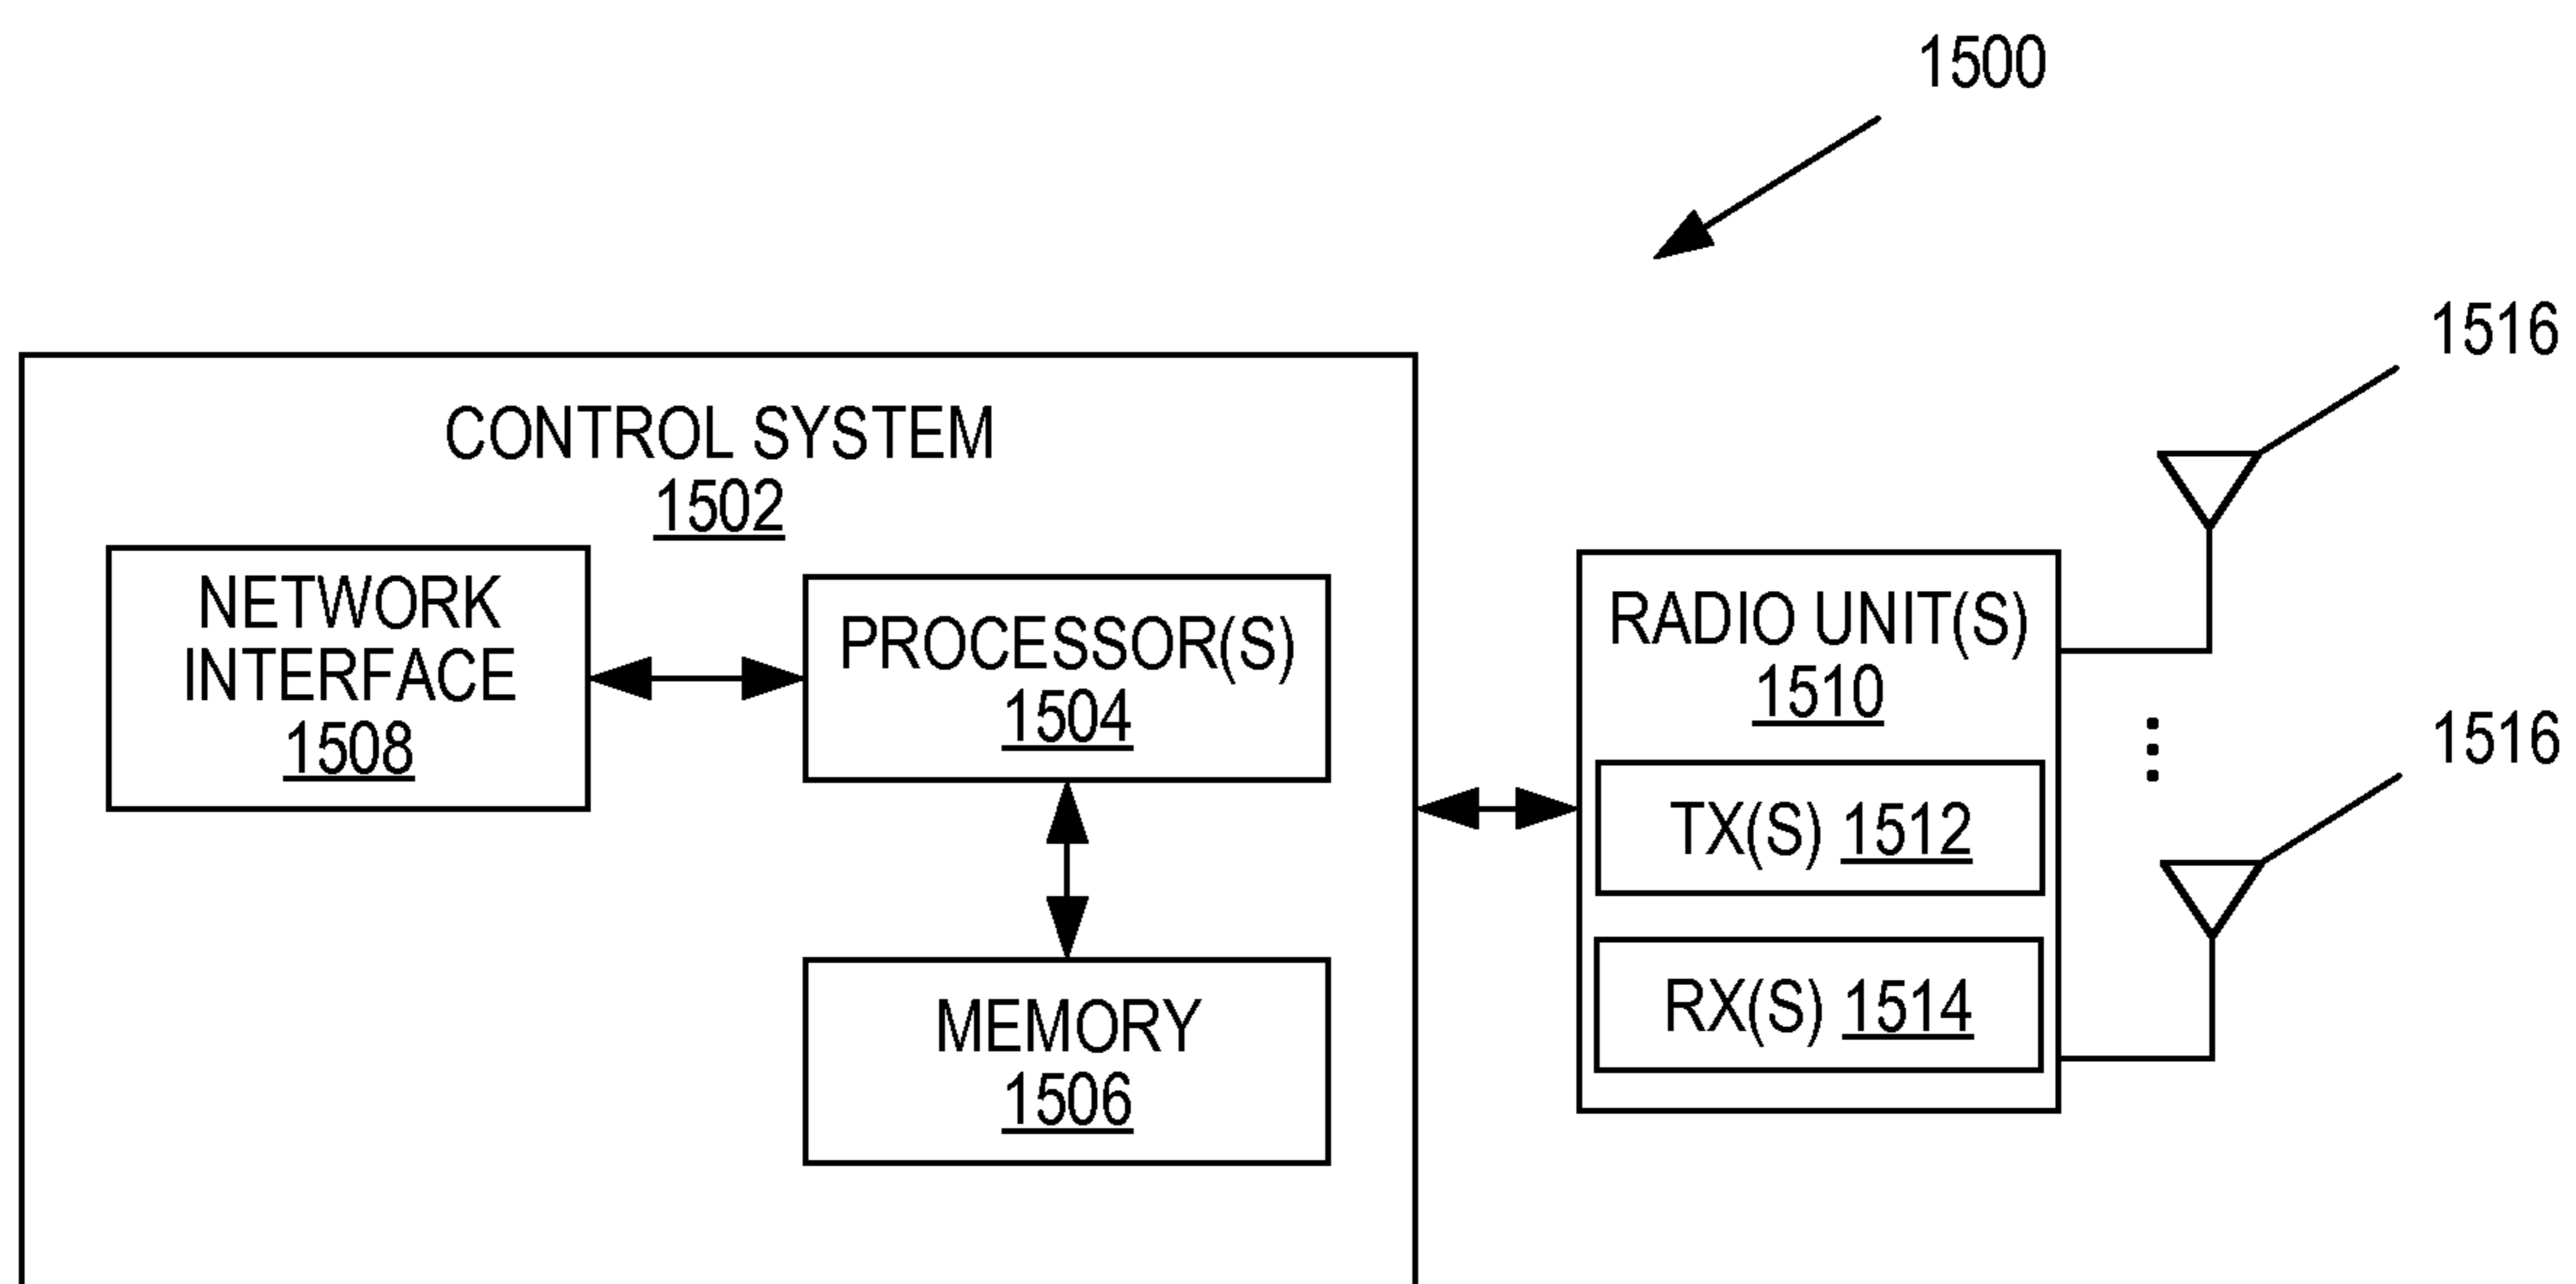 1500
1516
CONTROL SYSTEM
1502
NETWORK
INTERFACE
1508
PROCESSOR(S)
1504
MEMORY
1506
RADIO UNIT(S)
1510
TX(S) 1512
RX(S) 1514
1516